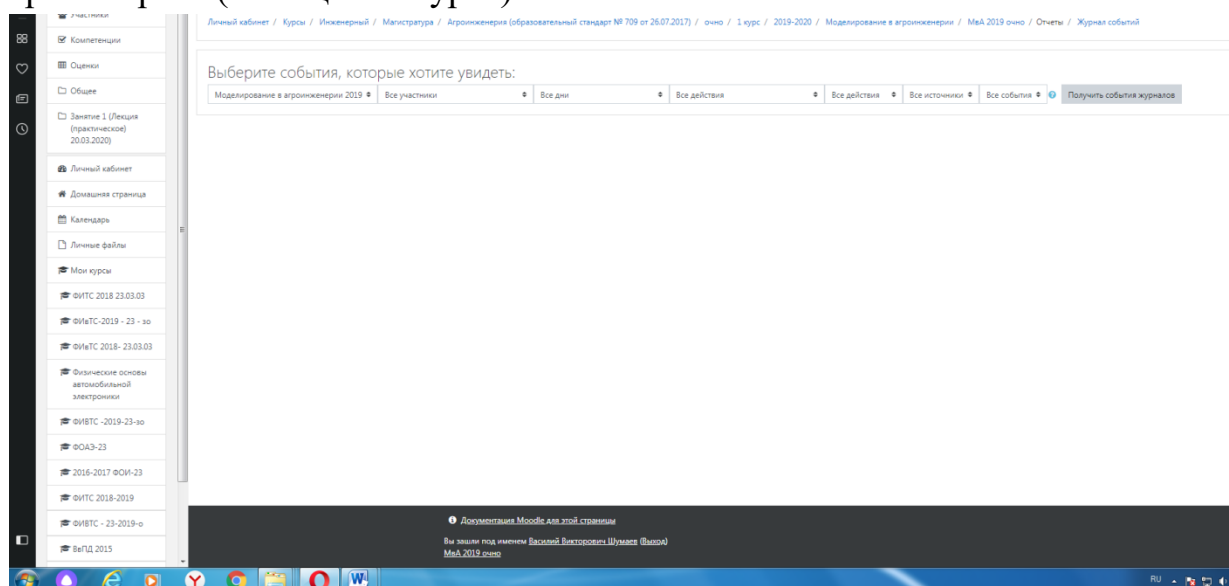 Участники
Компетенции
Оценки
Общее
Занятие 1 (Лекция
(практическое)
20.03.2020)
Личный кабинет
Домашняя страница
Календарь
Личные файлы
Мои курсы
ФИТС 2018 23.03.03
ФИвТС-2019 - 23 - зо
ФИеТС 2018- 23.03.03
Физические основы
автомобильной
электроники
ФИВТС -2019-23-зо
ФОАЭ-23
2016-2017 ФОИ-23
ФИТС 2018-2019
ФИВТС - 23-2019-о
ВвПД 2015
Личный кабинет / Курсы / Инженерный / Магистратура / Агроинженерия (образовательный стандарт № 709 от 26.07.2017) / очно / 1 курс / 2019-2020 / Моделирование в агроинженерии / МвА 2019 очно / Отчеты / Журнал событий
Выберите события, которые хотите увидеть:
Моделирование в агроинженерии 2019 Все участники Все дни Все действия Все действия Все источники Все события Получить события журналов
Документация Moodle для этой страницы
Вы зашли под именем Василий Викторович Шумаев (Выход)
МвА 2019 очно
RU